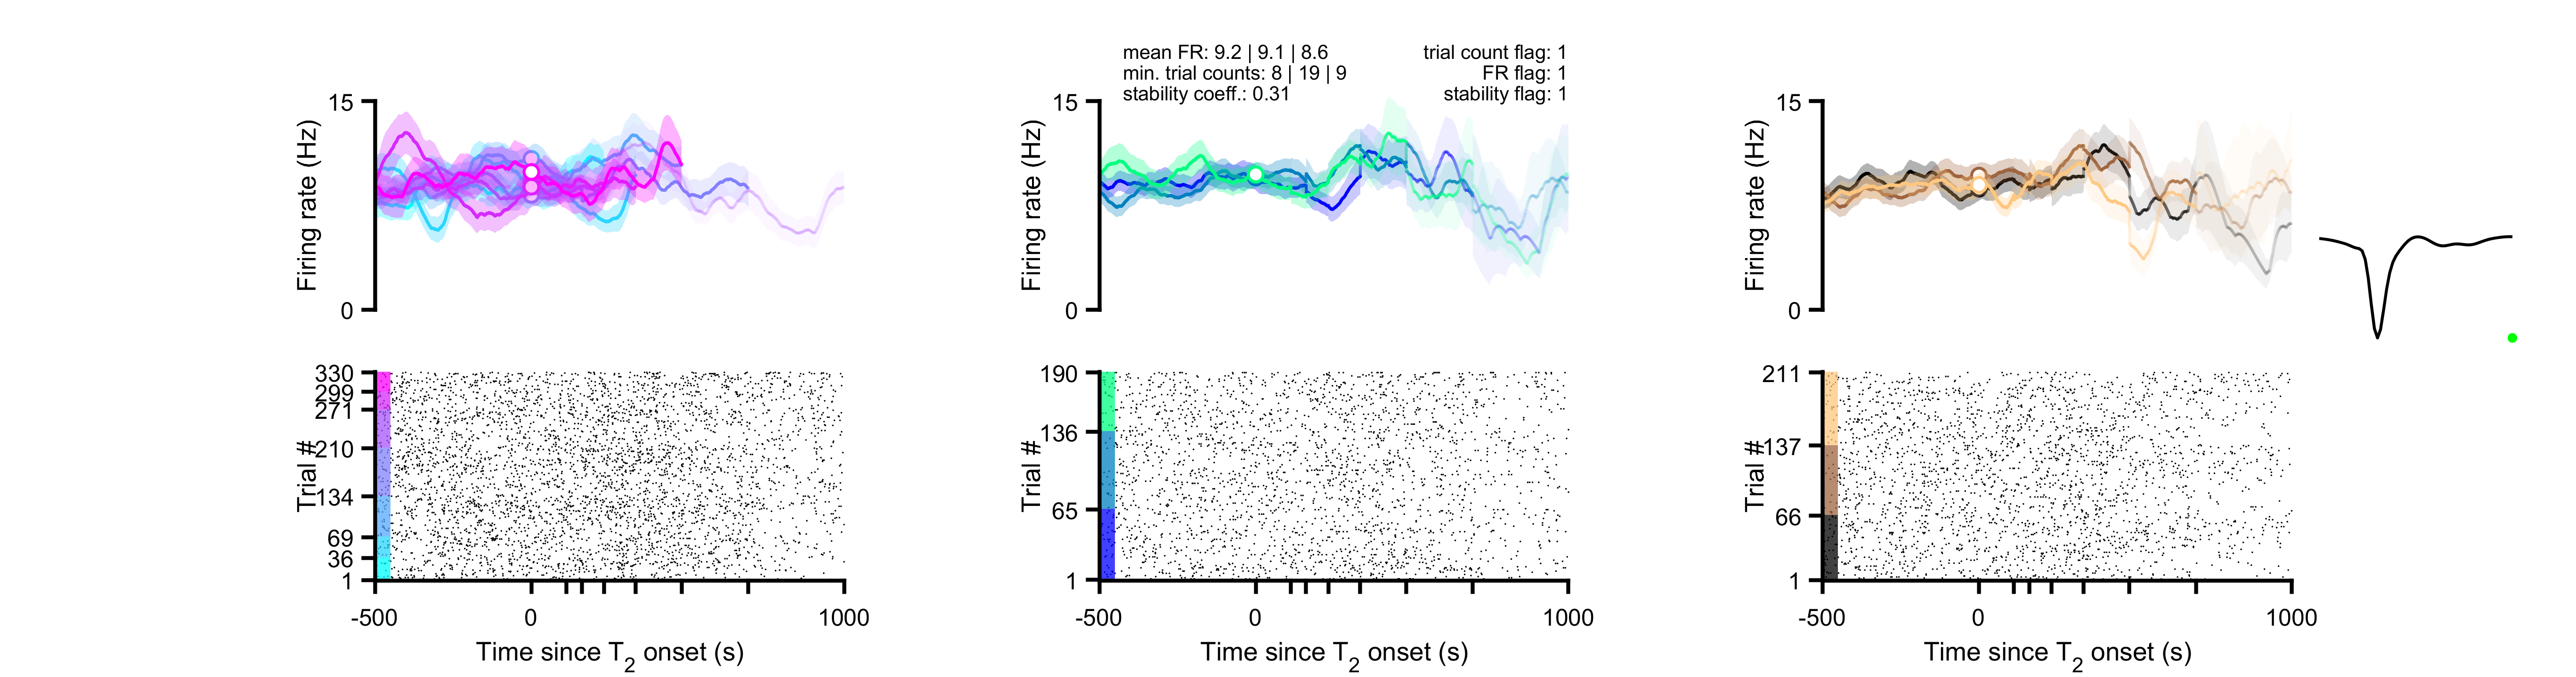 mean FR: 9.2 | 9.1 | 8.6
min. trial counts: 8 | 19 | 9
stability coeff.: 0.31
trial count flag: 1
FR flag: 1
stability flag: 1
15
Firing rate (Hz)
0
15
Firing rate (Hz)
0
15
Firing rate (Hz)
0
330
299
271
210
134
69
36
1
Trial #
-500
0
1000
Time since T2 onset (s)
190
136
65
1
Trial #
-500
0
1000
Time since T2 onset (s)
211
137
66
1
Trial #
-500
0
1000
Time since T2 onset (s)